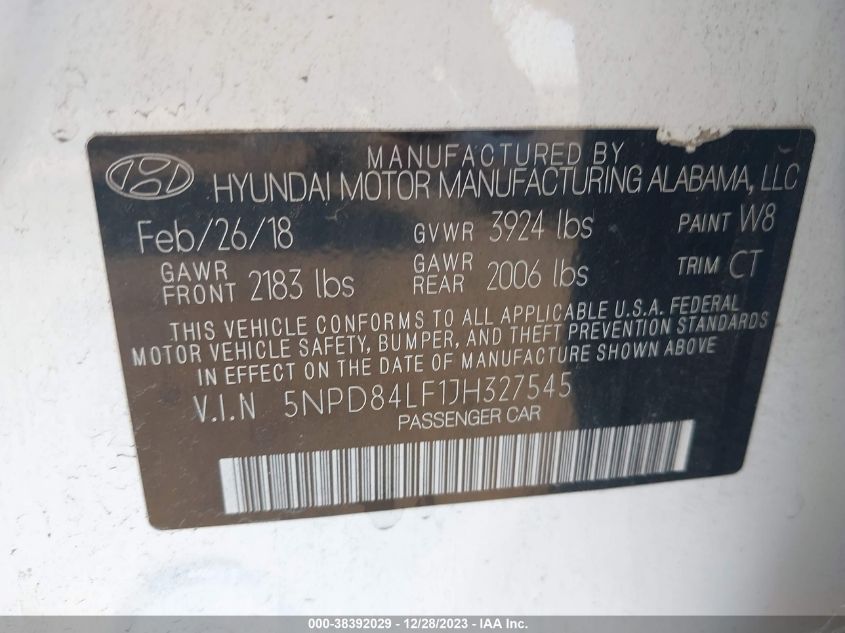 MANUFACTURED BY
HYUNDAI MOTOR MANUFACTURING ALABAMA, LLC
Feb/26/18 GVWR 3924 lbs PAINT W8
GAWR FRONT 2183 lbs GAWR REAR 2006 lbs TRIM CT
THIS VEHICLE CONFORMS TO ALL APPLICABLE U.S.A. FEDERAL
MOTOR VEHICLE SAFETY, BUMPER, AND THEFT PREVENTION STANDARDS
IN EFFECT ON THE DATE OF MANUFACTURE SHOWN ABOVE
V.I.N 5NPD84LF1JH327545
PASSENGER CAR
000-38392029 - 12/28/2023 - IAA Inc.